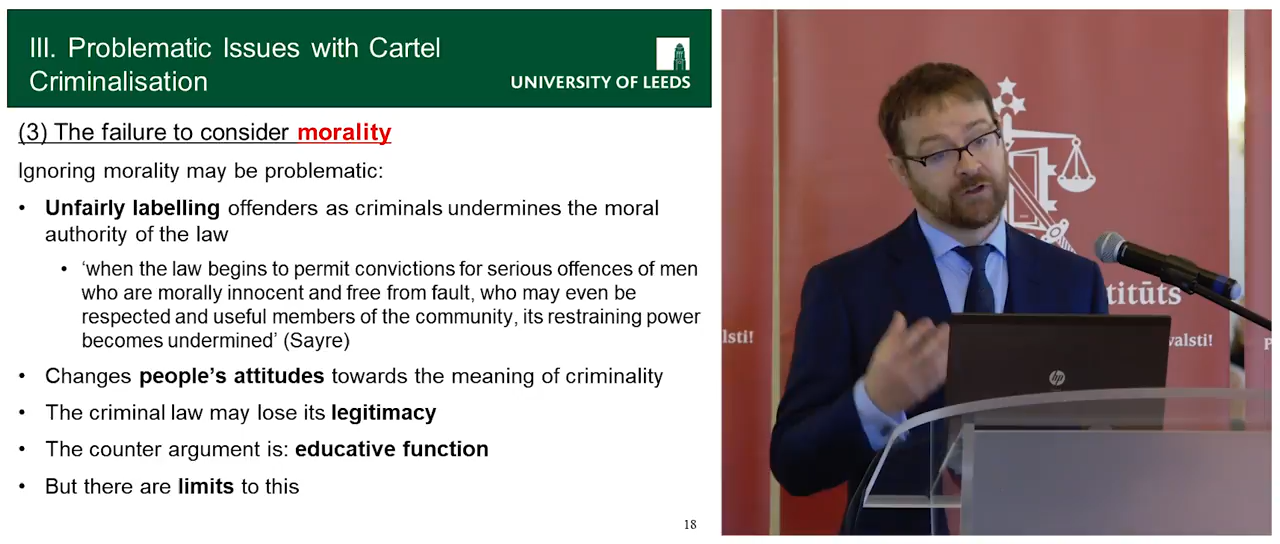 III. Problematic Issues with Cartel
Criminalisation
UNIVERSITY OF LEEDS
(3) The failure to consider morality
Ignoring morality may be problematic:
• Unfairly labelling offenders as criminals undermines the moral
authority of the law
• ‘when the law begins to permit convictions for serious offences of men
who are morally innocent and free from fault, who may even be
respected and useful members of the community, its restraining power
becomes undermined’ (Sayre)
• Changes people’s attitudes towards the meaning of criminality
• The criminal law may lose its legitimacy
• The counter argument is: educative function
• But there are limits to this
18
titūts
lsti!
valsti!
P
hp